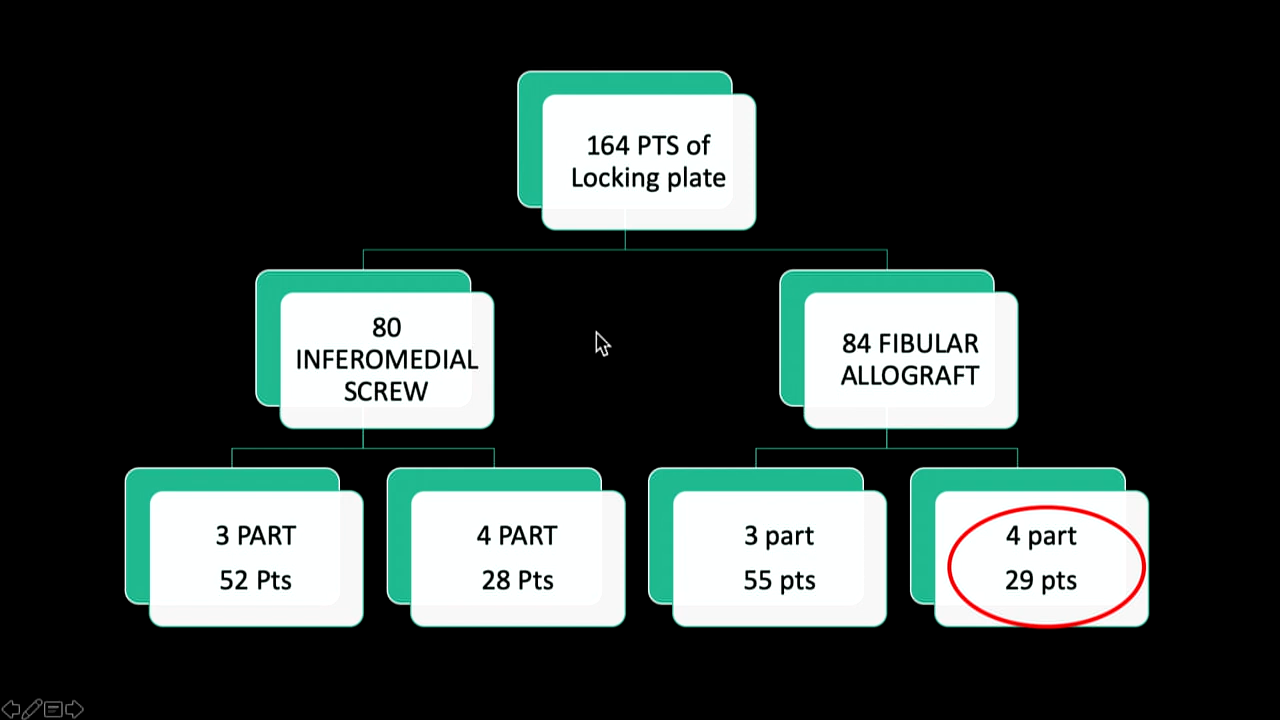 164 PTS of
Locking plate
80
INFEROMEDIAL
SCREW
84 FIBULAR
ALLOGRAFT
3 PART
52 Pts
4 PART
28 Pts
3 part
55 pts
4 part
29 pts